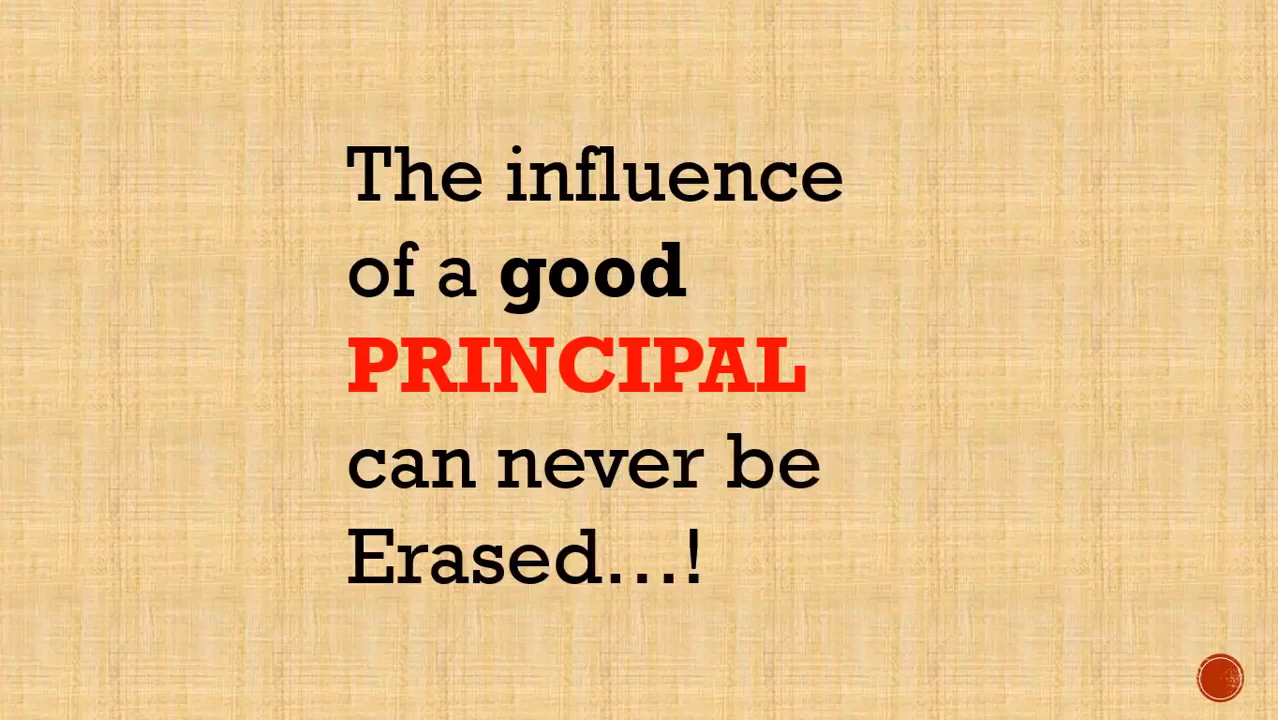 The influence
of a good
PRINCIPAL
can never be
Erased...!